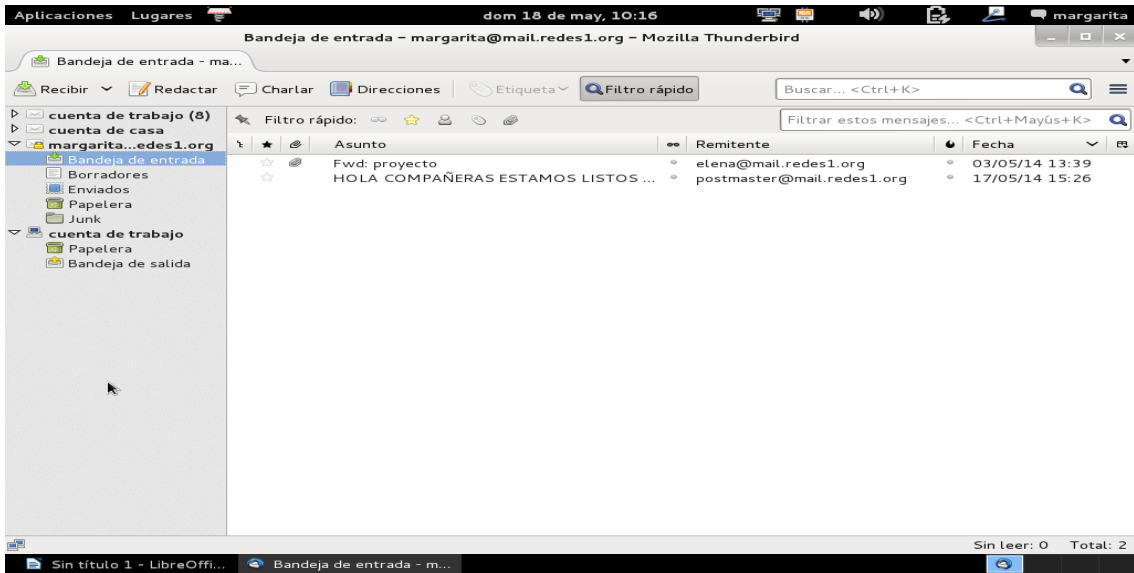 Aplicaciones Lugares dom 18 de may, 10:16 margarita
Bandeja de entrada - margarita@mail.redes1.org - Mozilla Thunderbird
Bandeja de entrada - ma...
Recibir Redactar Charlar Direcciones Etiqueta Filtro rápido Buscar... <Ctrl+K>
cuenta de trabajo (8)
cuenta de casa
margarita...edes1.org
Bandeja de entrada
Borradores
Enviados
Papelera
Junk
cuenta de trabajo
Papelera
Bandeja de salida
Filtro rápido: Filtrar estos mensajes... <Ctrl+Mayús+K>
Asunto Remitente Fecha
Fwd: proyecto elena@mail.redes1.org 03/05/14 13:39
HOLA COMPAÑERAS ESTAMOS LISTOS ... postmaster@mail.redes1.org 17/05/14 15:26
Sin leer: 0 Total: 2
Sin título 1 - LibreOffi... Bandeja de entrada - m...